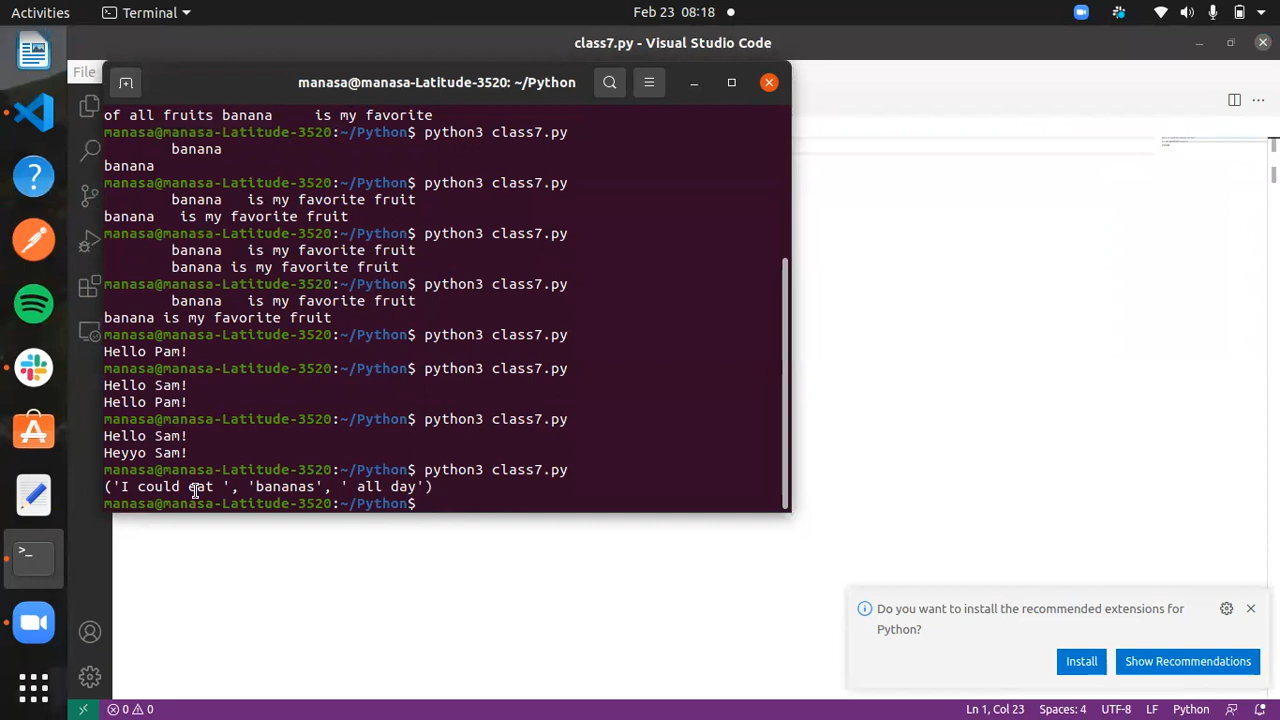 Activities Terminal Feb 23 08:18
class7.py - Visual Studio Code
File
manasa@manasa-Latitude-3520: ~/Python
of all fruits banana     is my favorite
manasa@manasa-Latitude-3520:~/Python$ python3 class7.py
        banana
banana
manasa@manasa-Latitude-3520:~/Python$ python3 class7.py
        banana   is my favorite fruit
banana   is my favorite fruit
manasa@manasa-Latitude-3520:~/Python$ python3 class7.py
        banana   is my favorite fruit
        banana is my favorite fruit
manasa@manasa-Latitude-3520:~/Python$ python3 class7.py
        banana   is my favorite fruit
banana is my favorite fruit
manasa@manasa-Latitude-3520:~/Python$ python3 class7.py
Hello Pam!
manasa@manasa-Latitude-3520:~/Python$ python3 class7.py
Hello Sam!
Hello Pam!
manasa@manasa-Latitude-3520:~/Python$ python3 class7.py
Hello Sam!
Heyyo Sam!
manasa@manasa-Latitude-3520:~/Python$ python3 class7.py
('I could eat ', 'bananas', ' all day')
manasa@manasa-Latitude-3520:~/Python$
Do you want to install the recommended extensions for
Python?
Install Show Recommendations
0 0 Ln 1, Col 23 Spaces: 4 UTF-8 LF Python